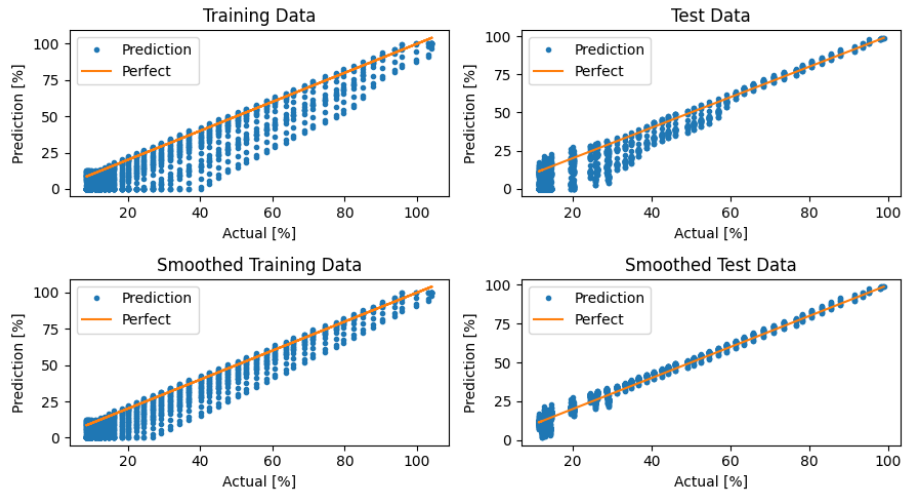 Training Data
Prediction
Perfect
Prediction [%]
100
75
50
25
0
20 40 60 80 100
Actual [%]
Test Data
Prediction
Perfect
Prediction [%]
100
75
50
25
0
20 40 60 80 100
Actual [%]
Smoothed Training Data
Prediction
Perfect
Prediction [%]
100
75
50
25
0
20 40 60 80 100
Actual [%]
Smoothed Test Data
Prediction
Perfect
Prediction [%]
100
75
50
25
0
20 40 60 80 100
Actual [%]